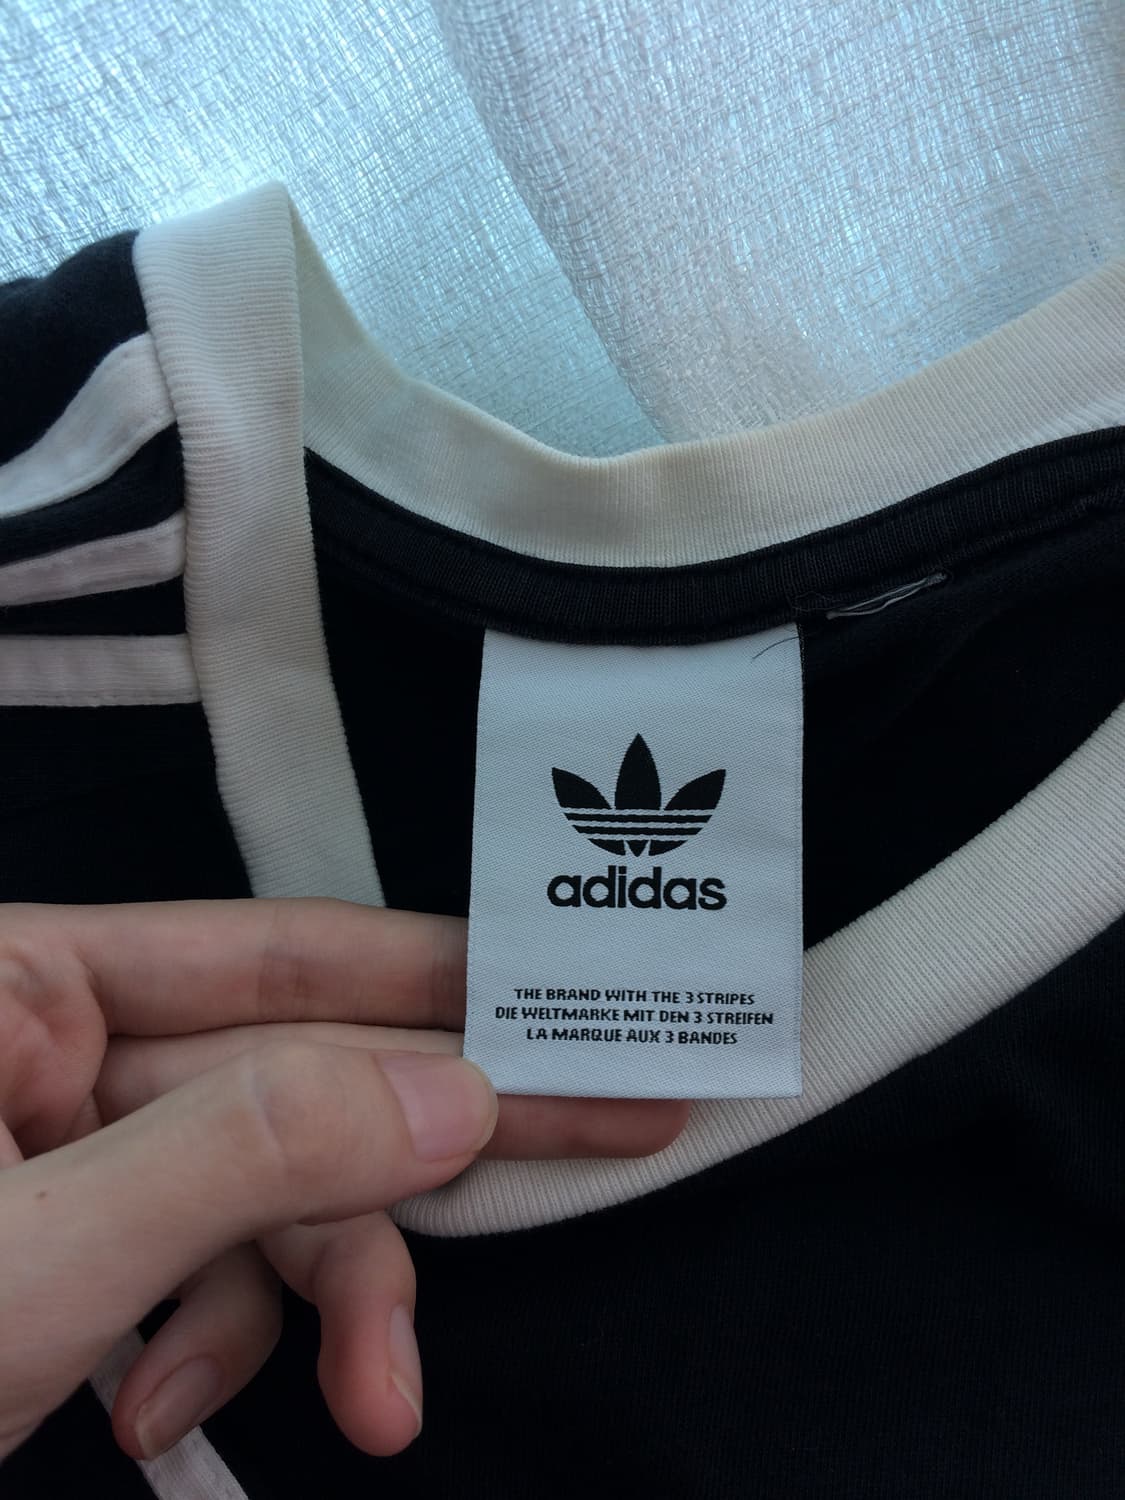 adidas
THE BRAND WITH THE 3 STRIPES
DIE WELTMARKE MIT DEN 3 STREIFEN
LA MARQUE AUX 3 BANDES